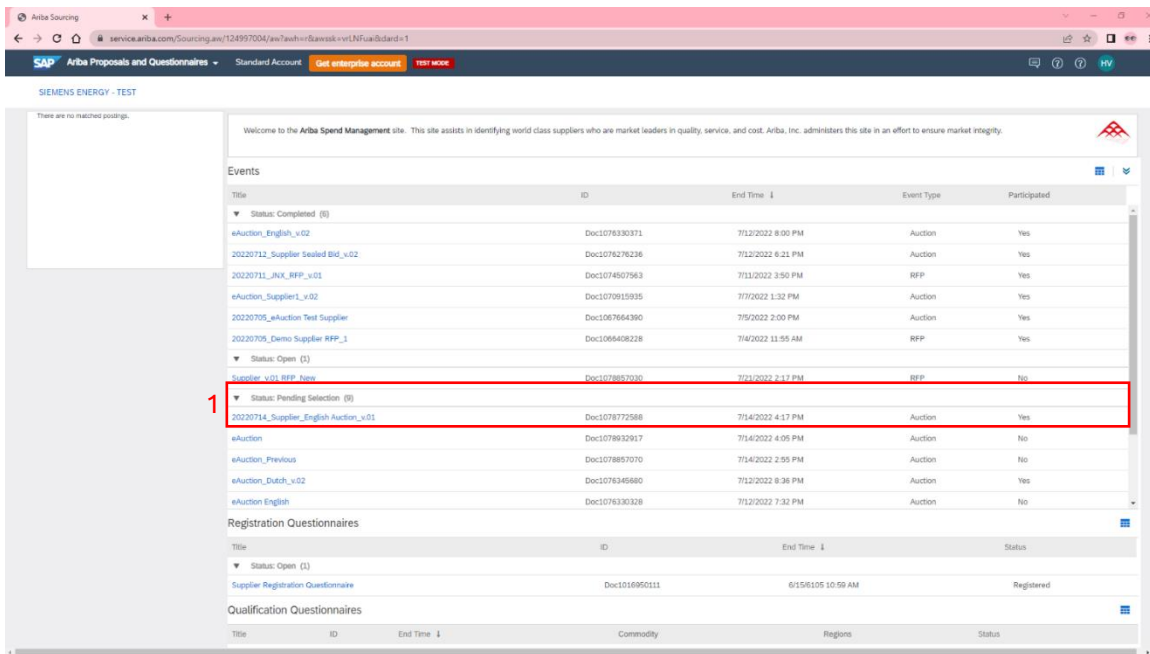 Ariba Sourcing
service.ariba.com/Sourcing.aw/124997004/aw?awh=r&awssk=vrLNFuai&dard=1
SAP Ariba Proposals and Questionnaires Standard Account Get enterprise account TEST MODE HV
SIEMENS ENERGY - TEST
There are no matched postings.
Welcome to the Ariba Spend Management site. This site assists in identifying world class suppliers who are market leaders in quality, service, and cost. Ariba, Inc. administers this site in an effort to ensure market integrity.
Events
Title ID End Time ↓ Event Type Participated
Status: Completed (6)
eAuction_English_v.02 Doc1076330371 7/12/2022 8:00 PM Auction Yes
20220712_Supplier Sealed Bid_v.02 Doc1076276236 7/12/2022 6:21 PM Auction Yes
20220711_JNX_RFP_v.01 Doc1074507563 7/11/2022 3:50 PM RFP Yes
eAuction_Supplier1_v.02 Doc1070915935 7/7/2022 1:32 PM Auction Yes
20220705_eAuction Test Supplier Doc1067664390 7/5/2022 2:00 PM Auction Yes
20220705_Demo Supplier RFP_1 Doc1066408228 7/4/2022 11:55 AM RFP Yes
Status: Open (1)
Supplier_v.01 RFP_New Doc1078857030 7/21/2022 2:17 PM RFP No
1
Status: Pending Selection (9)
20220714_Supplier_English Auction_v.01 Doc1078772588 7/14/2022 4:17 PM Auction Yes
eAuction Doc1078932917 7/14/2022 4:05 PM Auction No
eAuction_Previous Doc1078857070 7/14/2022 2:55 PM Auction No
eAuction_Dutch_v.02 Doc1076345680 7/12/2022 8:36 PM Auction Yes
eAuction English Doc1076330328 7/12/2022 7:32 PM Auction No
Registration Questionnaires
Title ID End Time ↓ Status
Status: Open (1)
Supplier Registration Questionnaire Doc1016950111 6/15/6105 10:59 AM Registered
Qualification Questionnaires
Title ID End Time ↓ Commodity Regions Status